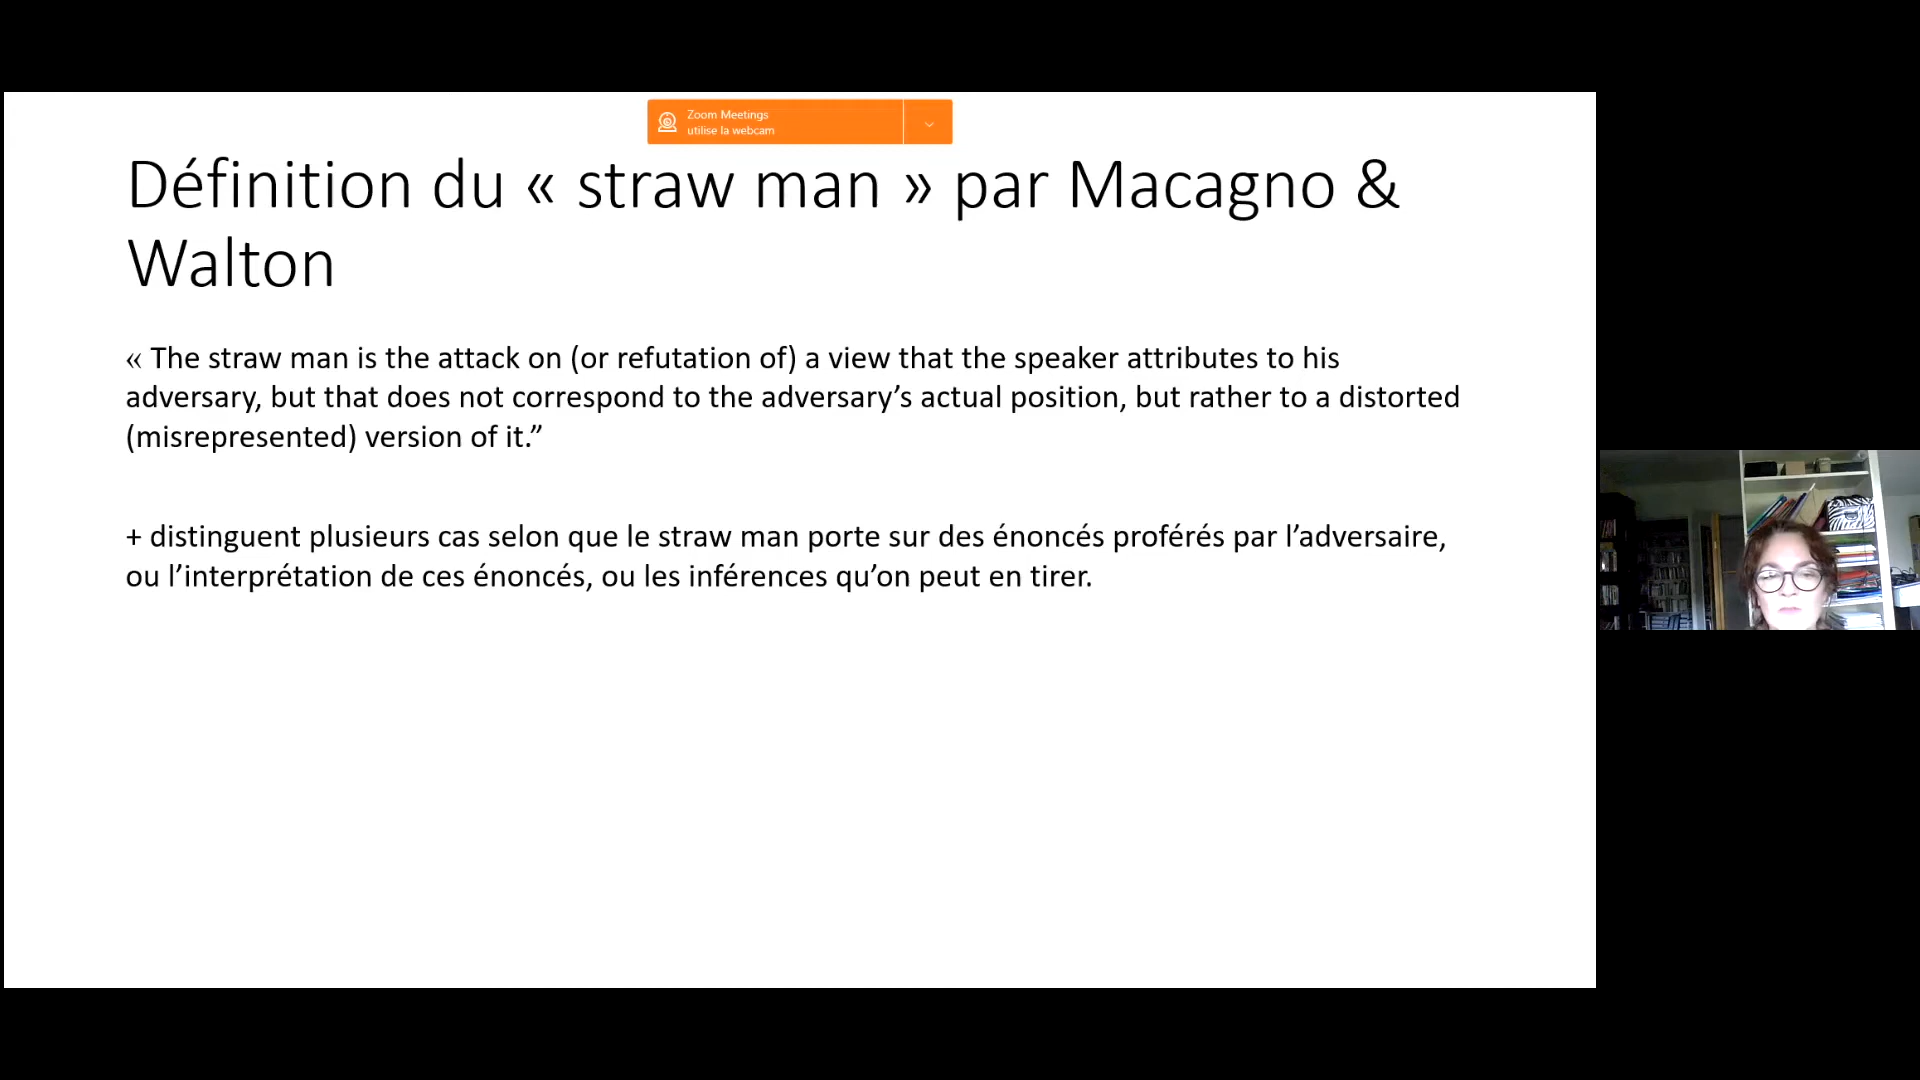 Zoom Meetings
utilise la webcam
Définition du « straw man » par Macagno &
Walton
« The straw man is the attack on (or refutation of) a view that the speaker attributes to his
adversary, but that does not correspond to the adversary’s actual position, but rather to a distorted
(misrepresented) version of it.”
+ distinguent plusieurs cas selon que le straw man porte sur des énoncés proférés par l’adversaire,
ou l’interprétation de ces énoncés, ou les inférences qu’on peut en tirer.